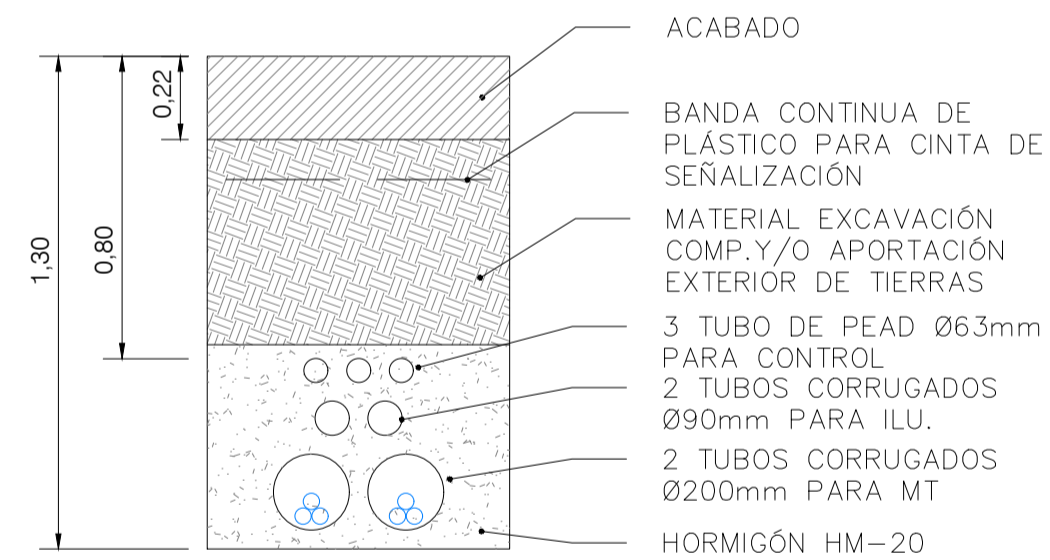 ACABADO
0,22
BANDA CONTINUA DE
PLÁSTICO PARA CINTA DE
SEÑALIZACIÓN
1,30
0,80
MATERIAL EXCAVACIÓN
COMP.Y/O APORTACIÓN
EXTERIOR DE TIERRAS
3 TUBO DE PEAD Ø63mm
PARA CONTROL
2 TUBOS CORRUGADOS
Ø90mm PARA ILU.
2 TUBOS CORRUGADOS
Ø200mm PARA MT
HORMIGÓN HM-20